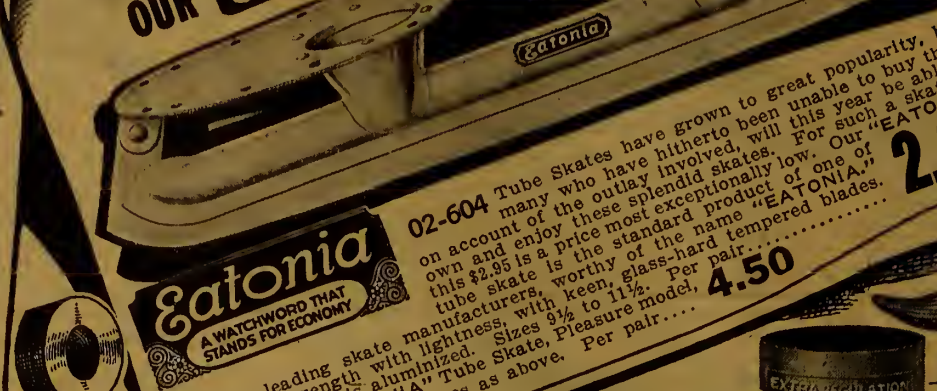 OUR
Eatonia
02-604 Tube Skates have grown to great popularity,
many who have hitherto been unable to buy
on account of the outlay involved, will this year be
own and enjoy these splendid skates. For such a
this $2.95 is a price most exceptionally low. Our "EATO
tube skate is the standard product of one of
leading skate manufacturers, worthy of the name "EATONIA."
with lightness, with keen, glass-hard tempered blades.
aluminized. Sizes 9½ to 11½. Per pair................ 2.
Tube Skate, Pleasure model,
as above. Per pair.... 4.50
Eatonia
A WATCHWORD THAT
STANDS FOR ECONOMY